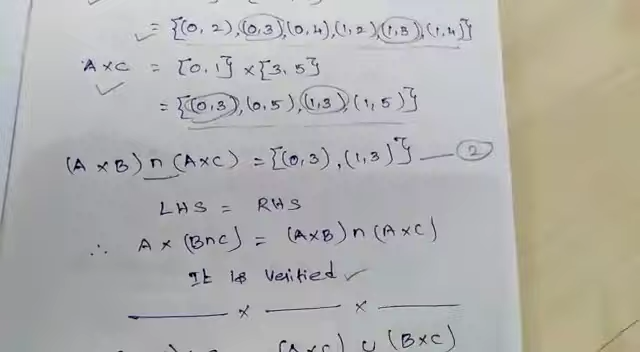 = {(0, 2), (0,3), (0,4), (1,2), (1,3), (1,4)}
A×C = {0,1} × {3,5}
= {(0,3), (0,5), (1,3), (1,5)}
(A×B) ∩ (A×C) = {(0,3), (1,3)} — ②
LHS = RHS
∴ A × (B∩C) = (A×B) ∩ (A×C)
It is verified ✓
——— × ——— × ———
(A×C) ∪ (B×C)